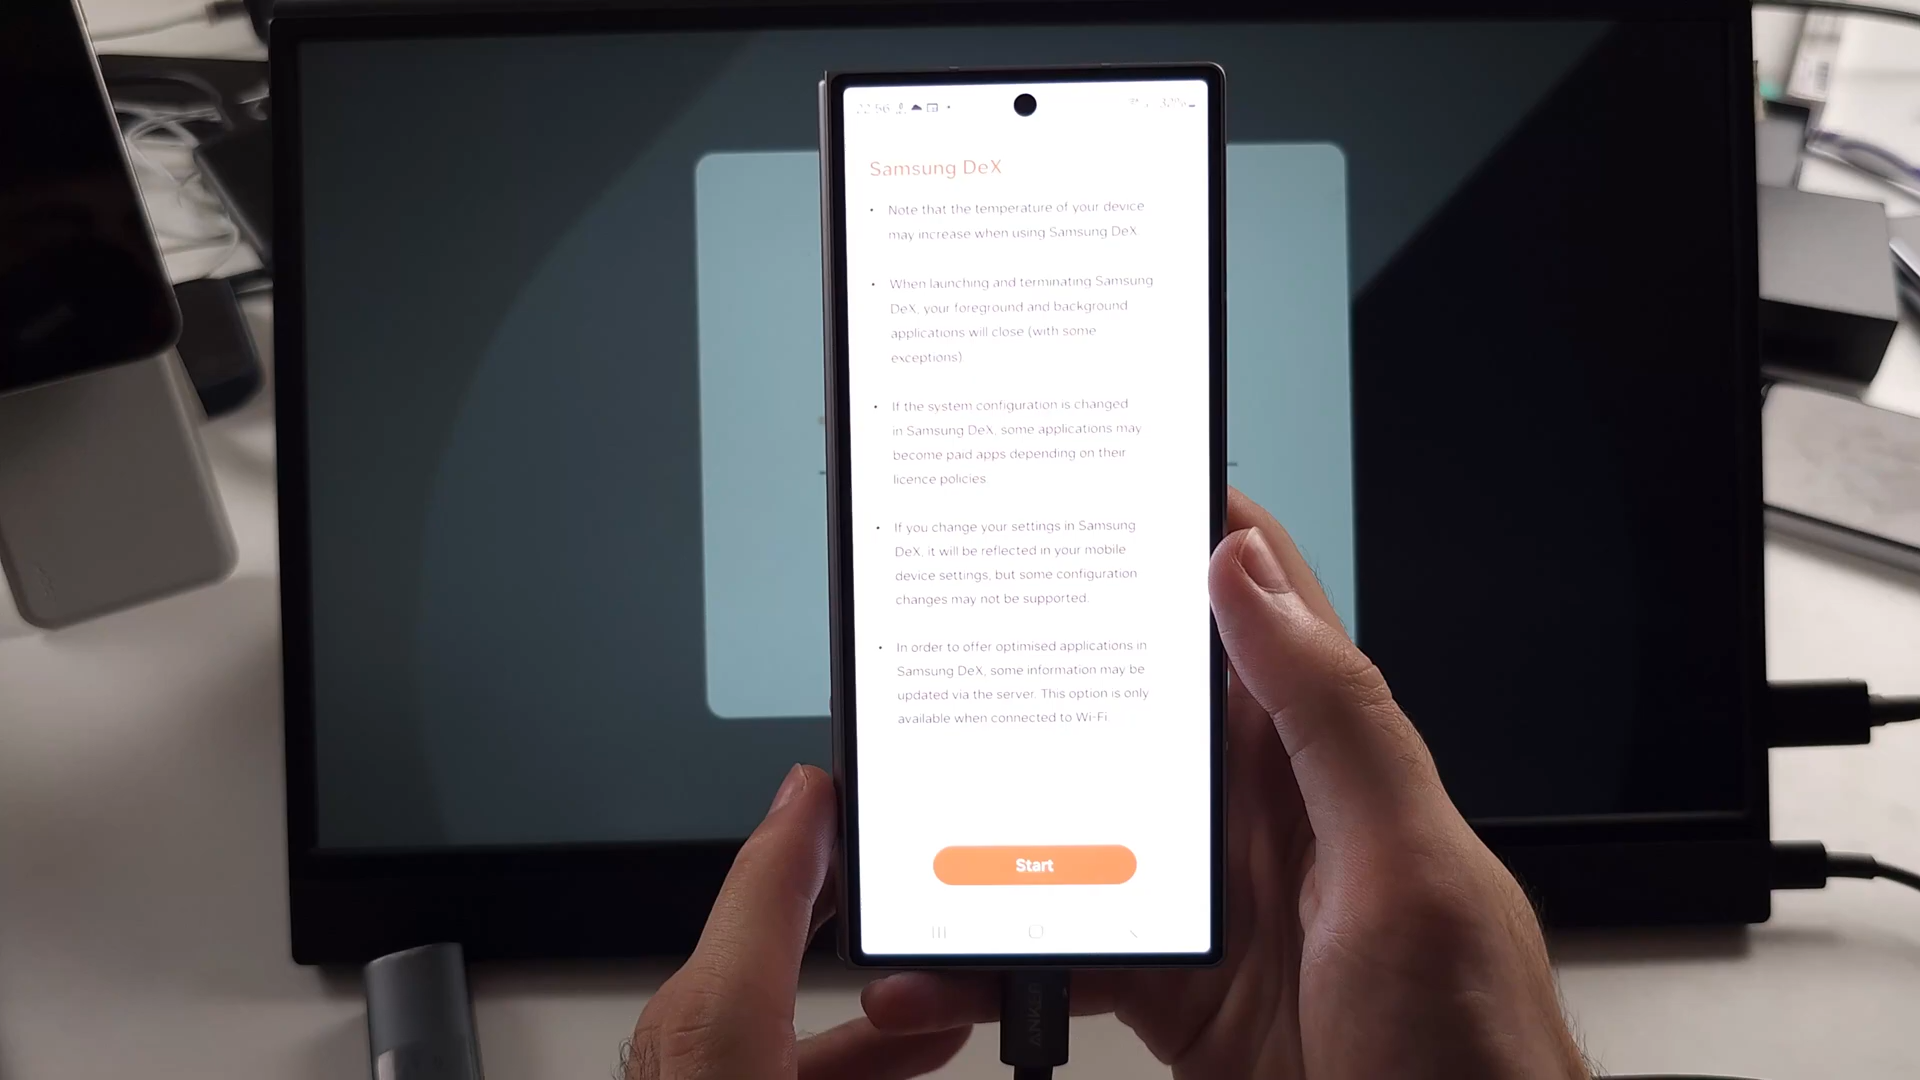 22:56
32%
Samsung DeX
• Note that the temperature of your device
may increase when using Samsung DeX.
• When launching and terminating Samsung
DeX, your foreground and background
applications will close (with some
exceptions).
• If the system configuration is changed
in Samsung DeX, some applications may
become paid apps depending on their
licence policies.
• If you change your settings in Samsung
DeX, it will be reflected in your mobile
device settings, but some configuration
changes may not be supported.
• In order to offer optimised applications in
Samsung DeX, some information may be
updated via the server. This option is only
available when connected to Wi-Fi.
Start
ANKER